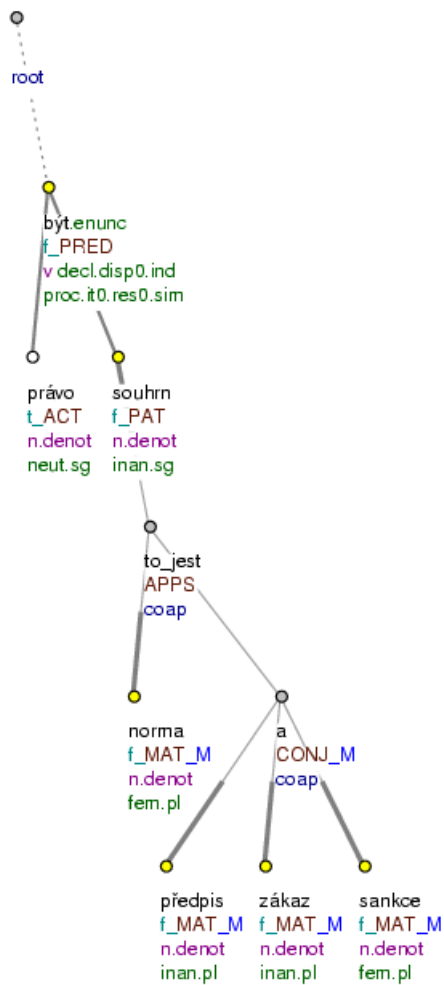 root
být.enunc
f_PRED
v decl.disp0.ind
proc.it0.res0.sim
právo
t_ACT
n.denot
neut.sg
souhrn
f_PAT
n.denot
inan.sg
to_jest
APPS
coap
norma
f_MAT_M
n.denot
fem.pl
a
CONJ_M
coap
předpis
f_MAT_M
n.denot
inan.pl
zákaz
f_MAT_M
n.denot
inan.pl
sankce
f_MAT_M
n.denot
fem.pl